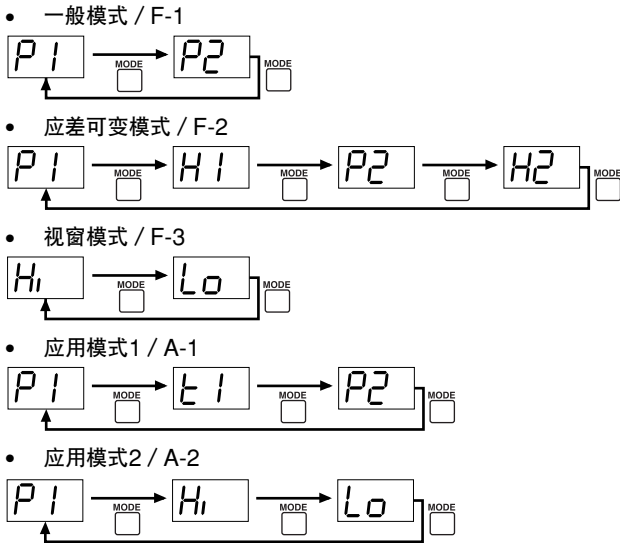 • 一般模式 / F-1
P1 MODE P2 MODE
• 应差可变模式 / F-2
P1 MODE H1 MODE P2 MODE H2 MODE
• 视窗模式 / F-3
Hi MODE Lo MODE
• 应用模式1 / A-1
P1 MODE t1 MODE P2 MODE
• 应用模式2 / A-2
P1 MODE Hi MODE Lo MODE